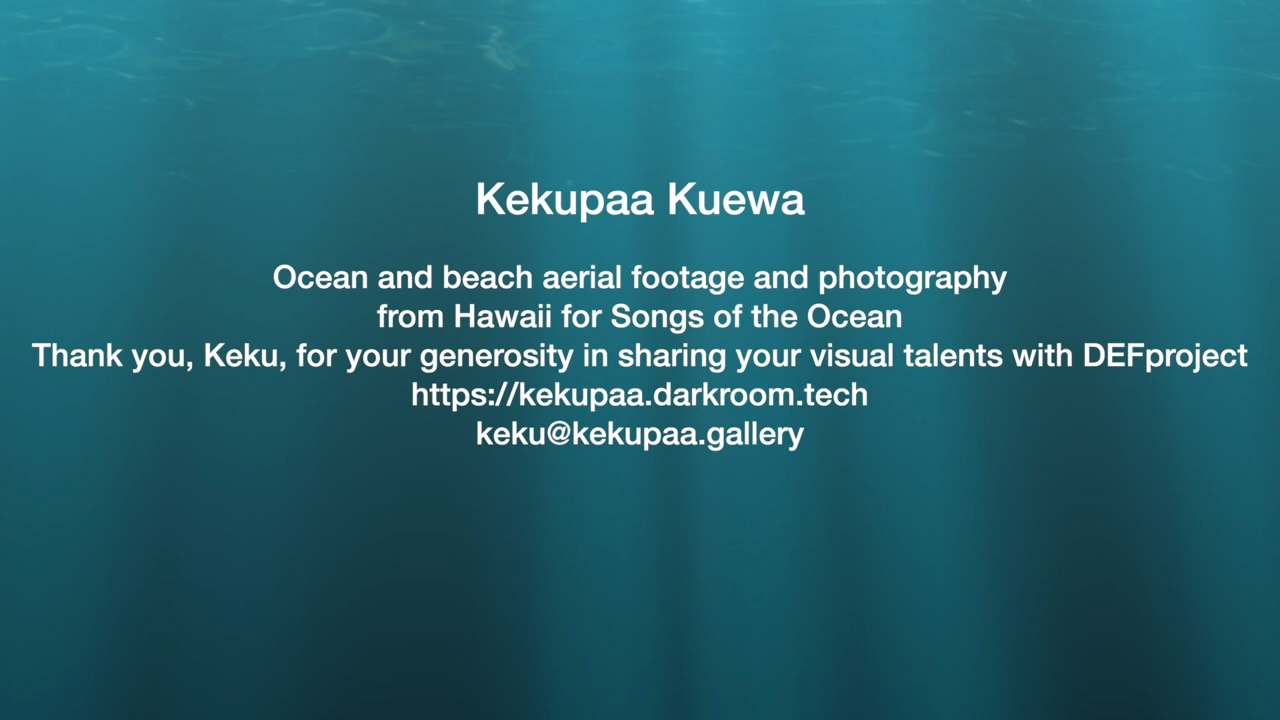 Kekupaa Kuewa
Ocean and beach aerial footage and photography
from Hawaii for Songs of the Ocean
Thank you, Keku, for your generosity in sharing your visual talents with DEFproject
https://kekupaa.darkroom.tech
keku@kekupaa.gallery